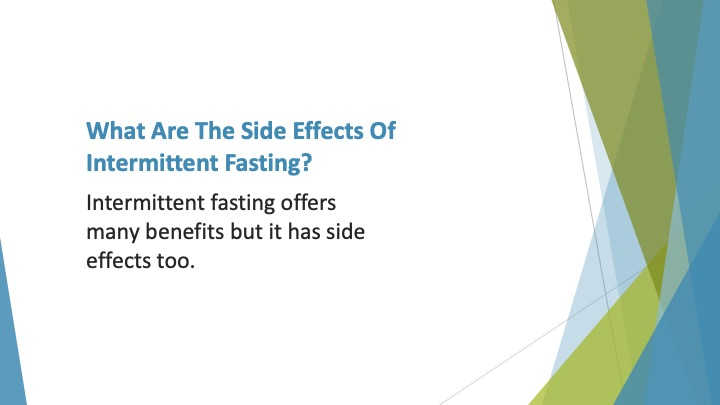 What Are The Side Effects Of
Intermittent Fasting?
Intermittent fasting offers
many benefits but it has side
effects too.